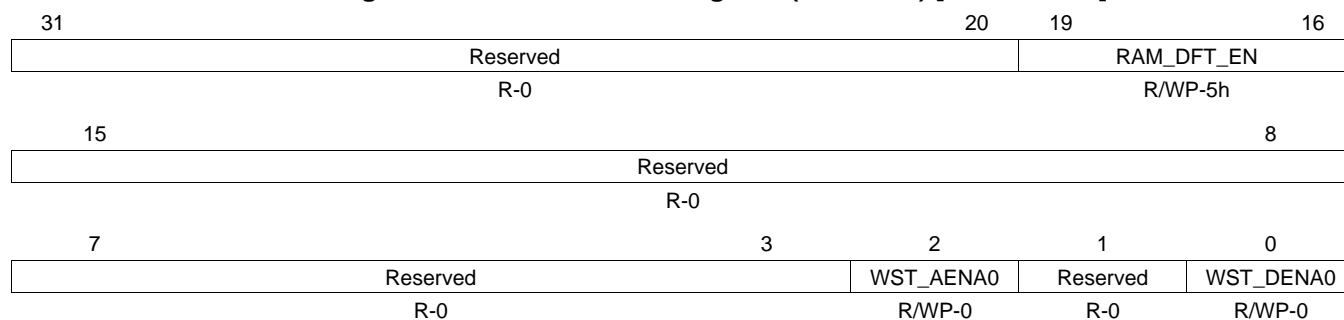 31 20 19 16
Reserved RAM_DFT_EN
R-0 R/WP-5h
15 8
Reserved
R-0
7 3 2 1 0
Reserved WST_AENA0 Reserved WST_DENA0
R-0 R/WP-0 R-0 R/WP-0